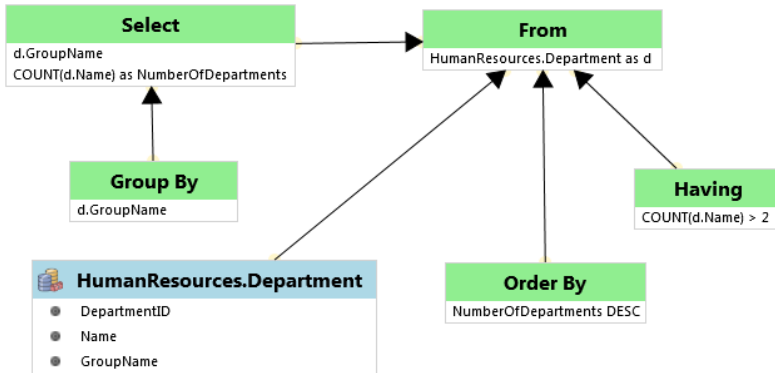 Select
d.GroupName
COUNT(d.Name) as NumberOfDepartments
From
HumanResources.Department as d
Group By
d.GroupName
Having
COUNT(d.Name) > 2
HumanResources.Department
DepartmentID
Name
GroupName
Order By
NumberOfDepartments DESC